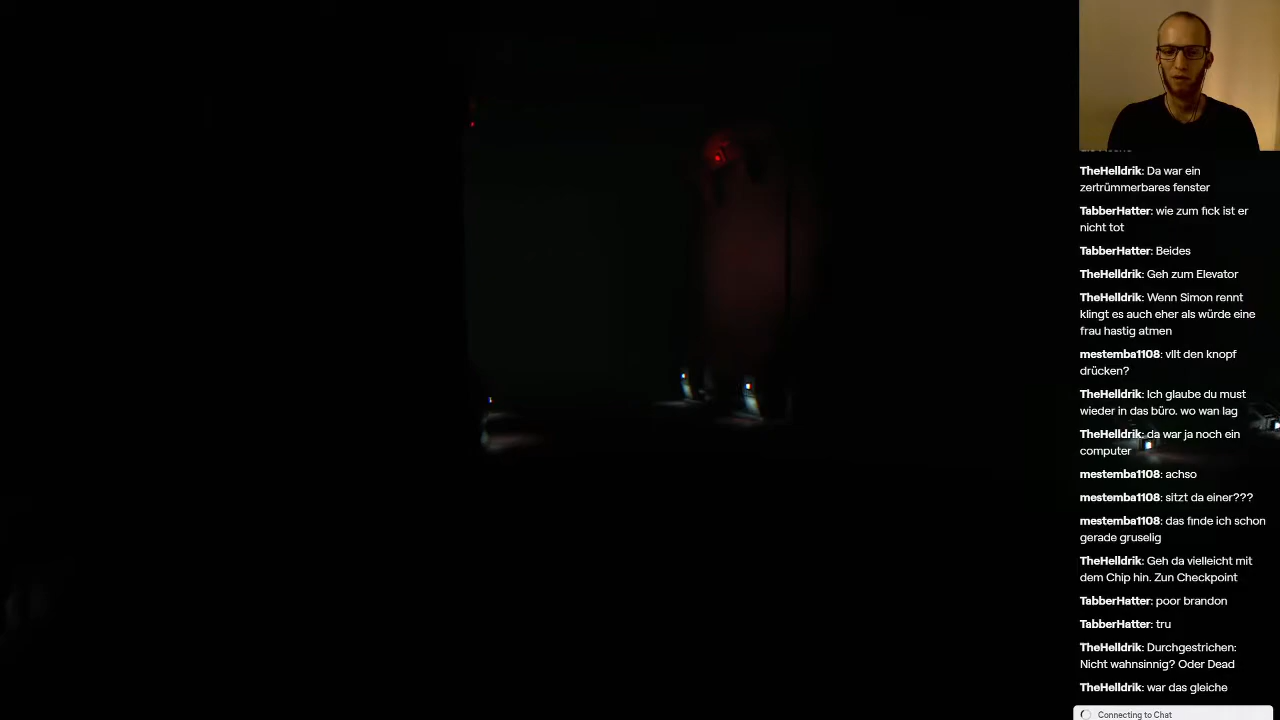 TheHelldrik: Da war ein
zertrümmerbares fenster
TabberHatter: wie zum fick ist er
nicht tot
TabberHatter: Beides
TheHelldrik: Geh zum Elevator
TheHelldrik: Wenn Simon rennt
klingt es auch eher als würde eine
frau hastig atmen
mestemba1108: vllt den knopf
drücken?
TheHelldrik: Ich glaube du must
wieder in das büro. wo wan lag
TheHelldrik: da war ja noch ein
computer
mestemba1108: achso
mestemba1108: sitzt da einer???
mestemba1108: das finde ich schon
gerade gruselig
TheHelldrik: Geh da vielleicht mit
dem Chip hin. Zun Checkpoint
TabberHatter: poor brandon
TabberHatter: tru
TheHelldrik: Durchgestrichen:
Nicht wahnsinnig? Oder Dead
TheHelldrik: war das gleiche
Connecting to Chat